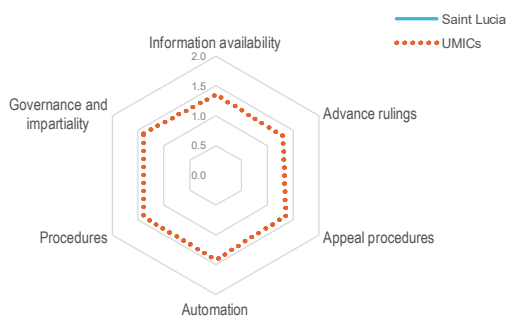 Saint Lucia
UMICs
Information availability
2.0
1.5
1.0
0.5
0.0
Governance and
impartiality
Advance rulings
Procedures
Appeal procedures
Automation